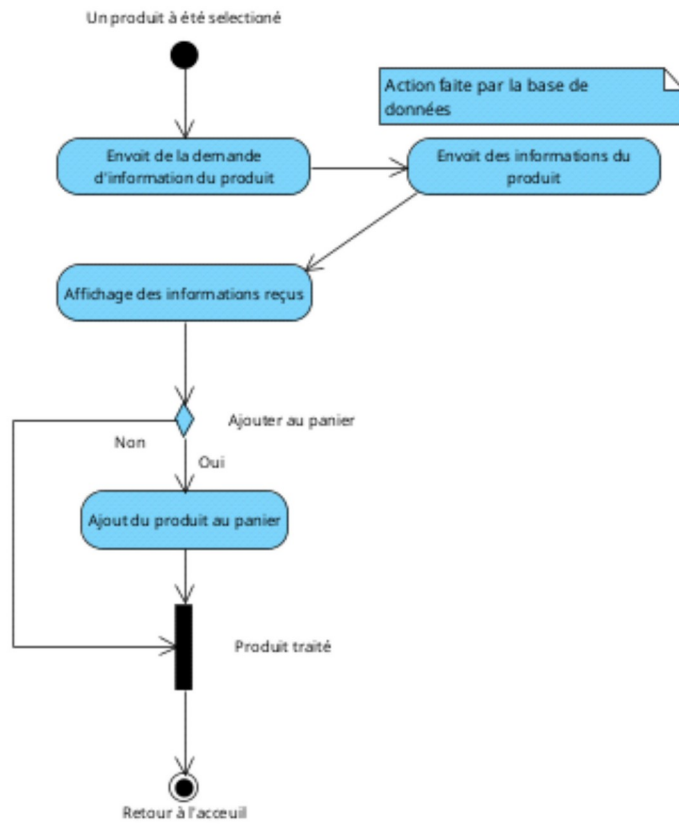 Un produit à été selectioné
Action faite par la base de
données
Envoit de la demande
d'information du produit
Envoit des informations du
produit
Affichage des informations reçus
Ajouter au panier
Non
Oui
Ajout du produit au panier
Produit traité
Retour à l'acceuil